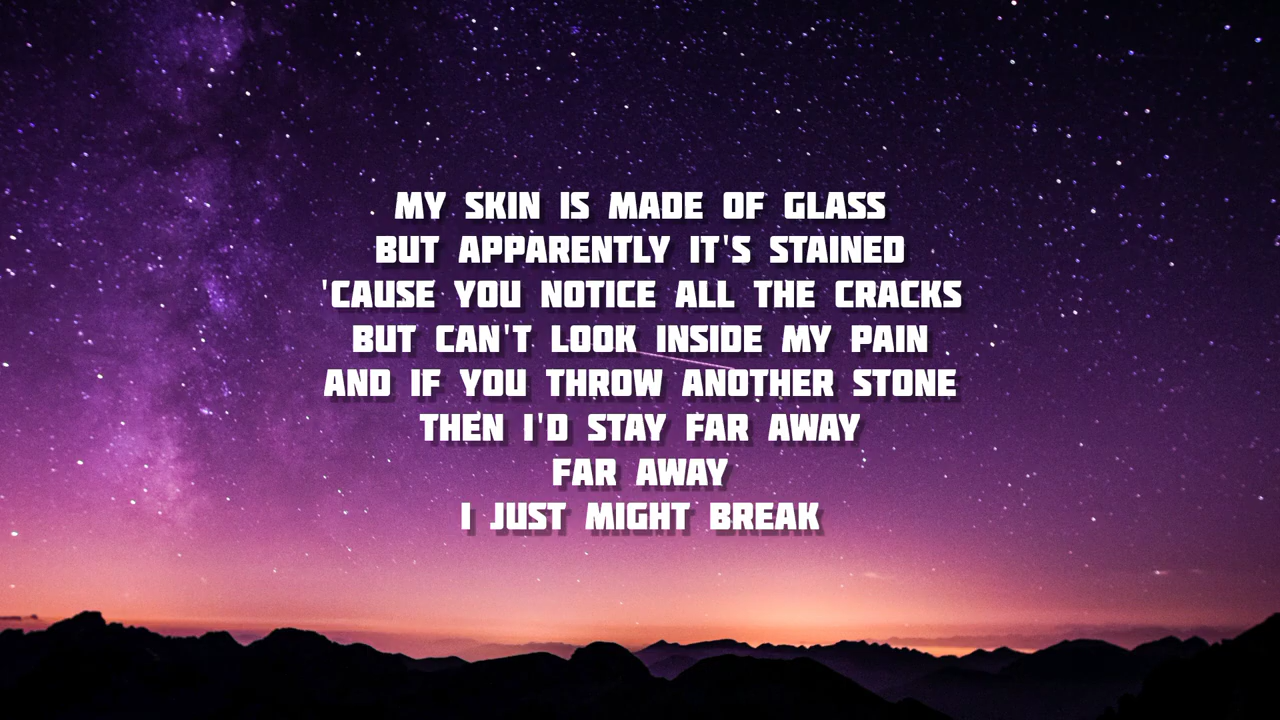 MY SKIN IS MADE OF GLASS
BUT APPARENTLY IT'S STAINED
'CAUSE YOU NOTICE ALL THE CRACKS
BUT CAN'T LOOK INSIDE MY PAIN
AND IF YOU THROW ANOTHER STONE
THEN I'D STAY FAR AWAY
FAR AWAY
I JUST MIGHT BREAK